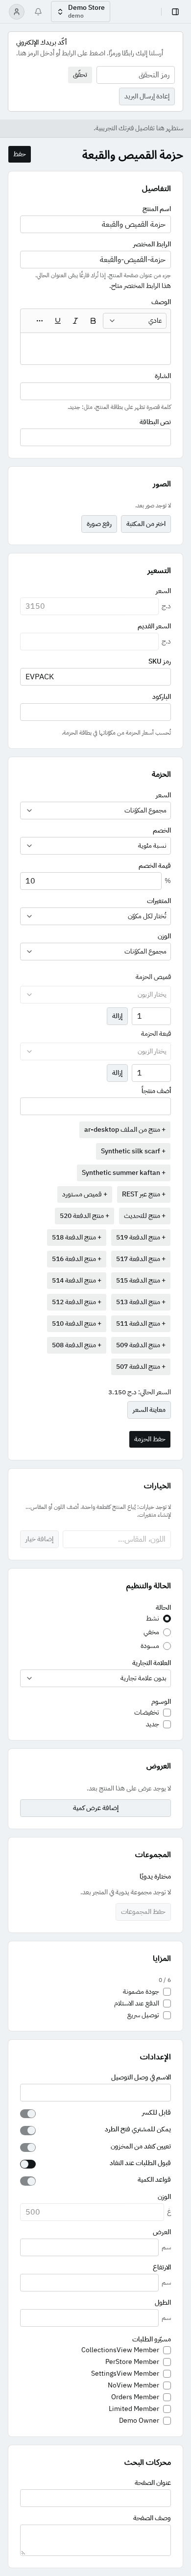 Demo Store
demo
أكّد بريدك الإلكتروني
أرسلنا إليك رابطًا ورمزًا. اضغط على الرابط أو أدخل الرمز هنا.
رمز التحقق
تحقّق
إعادة إرسال البريد
ستظهر هنا تفاصيل فترتك التجريبية.
حزمة القميص والقبعة
حفظ
التفاصيل
اسم المنتج
حزمة القميص والقبعة
الرابط المختصر
حزمة-القميص-والقبعة
جزء من عنوان صفحة المنتج. إذا تُرك فارغًا يبقى العنوان الحالي.
هذا الرابط المختصر متاح.
الوصف
عادي
B
I
U
الشارة
كلمة قصيرة تظهر على بطاقة المنتج، مثل: جديد.
نص البطاقة
الصور
لا توجد صور بعد.
اختر من المكتبة
رفع صورة
التسعير
السعر
د.ج
3150
السعر القديم
د.ج
رمز SKU
EVPACK
الباركود
تُحسب أسعار الحزمة من مكوّناتها في بطاقة الحزمة.
الحزمة
السعر
مجموع المكوّنات
الخصم
نسبة مئوية
قيمة الخصم
%
10
المتغيرات
تُختار لكل مكوّن
الوزن
مجموع المكوّنات
قميص الحزمة
يختار الزبون
1
إزالة
قبعة الحزمة
يختار الزبون
1
إزالة
أضف منتجاً
+ منتج من الملف ar-desktop
+ Synthetic silk scarf
+ Synthetic summer kaftan
+ منتج عبر REST
+ قميص مستورد
+ منتج للتحديث
+ منتج الدفعة 520
+ منتج الدفعة 519
+ منتج الدفعة 518
+ منتج الدفعة 517
+ منتج الدفعة 516
+ منتج الدفعة 515
+ منتج الدفعة 514
+ منتج الدفعة 513
+ منتج الدفعة 512
+ منتج الدفعة 511
+ منتج الدفعة 510
+ منتج الدفعة 509
+ منتج الدفعة 508
+ منتج الدفعة 507
السعر الحالي: د.ج 3.150
معاينة السعر
حفظ الحزمة
الخيارات
لا توجد خيارات: يُباع المنتج كقطعة واحدة. أضف اللون أو المقاس…
لإنشاء متغيرات.
اللون، المقاس…
إضافة خيار
الحالة والتنظيم
الحالة
نشط
مخفي
مسودة
العلامة التجارية
بدون علامة تجارية
الوسوم
تخفيضات
جديد
العروض
لا يوجد عرض على هذا المنتج بعد.
إضافة عرض كمية
المجموعات
مختارة يدويًا
لا توجد مجموعة يدوية في المتجر بعد.
حفظ المجموعات
المزايا
0 / 6
جودة مضمونة
الدفع عند الاستلام
توصيل سريع
الإعدادات
الاسم في وصل التوصيل
قابل للكسر
يمكن للمشتري فتح الطرد
تعيين كنفد من المخزون
قبول الطلبات عند النفاد
قواعد الكمية
الوزن
غ
500
العرض
سم
الارتفاع
سم
الطول
سم
مسيّرو الطلبات
CollectionsView Member
PerStore Member
SettingsView Member
NoView Member
Orders Member
Limited Member
Demo Owner
محركات البحث
عنوان الصفحة
وصف الصفحة